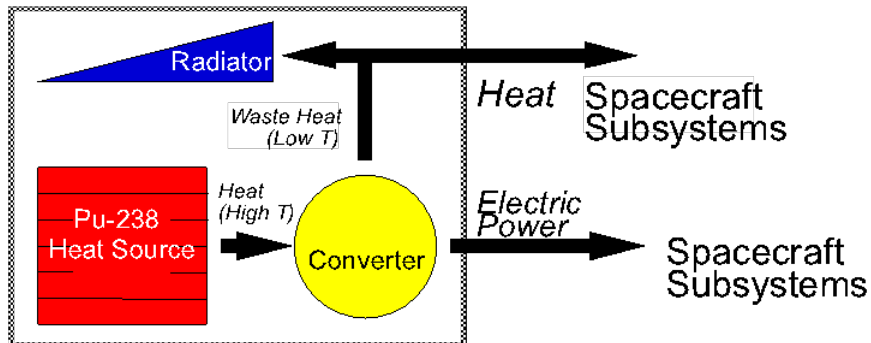 Radiator
Heat
Spacecraft
Subsystems
Waste Heat
(Low T)
Pu-238
Heat Source
Heat
(High T)
Converter
Electric
Power
Spacecraft
Subsystems